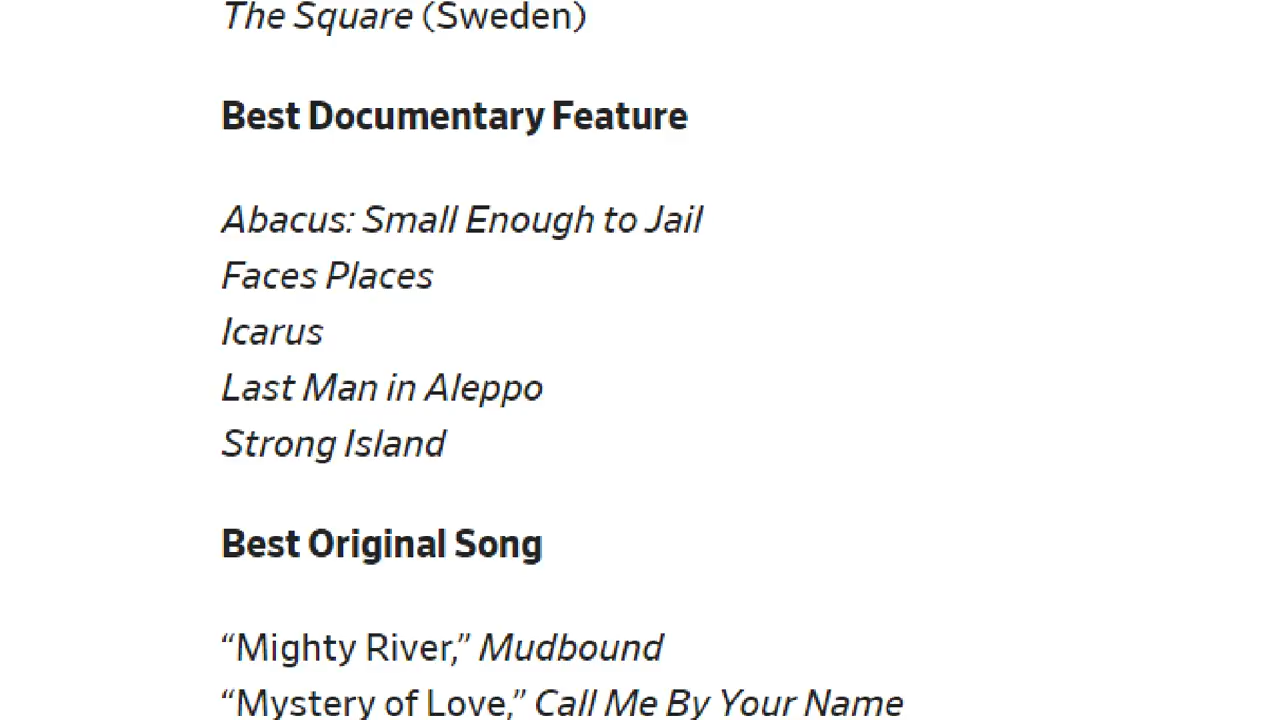 The Square (Sweden)
Best Documentary Feature
Abacus: Small Enough to Jail
Faces Places
Icarus
Last Man in Aleppo
Strong Island
Best Original Song
“Mighty River,” Mudbound
“Mystery of Love,” Call Me By Your Name